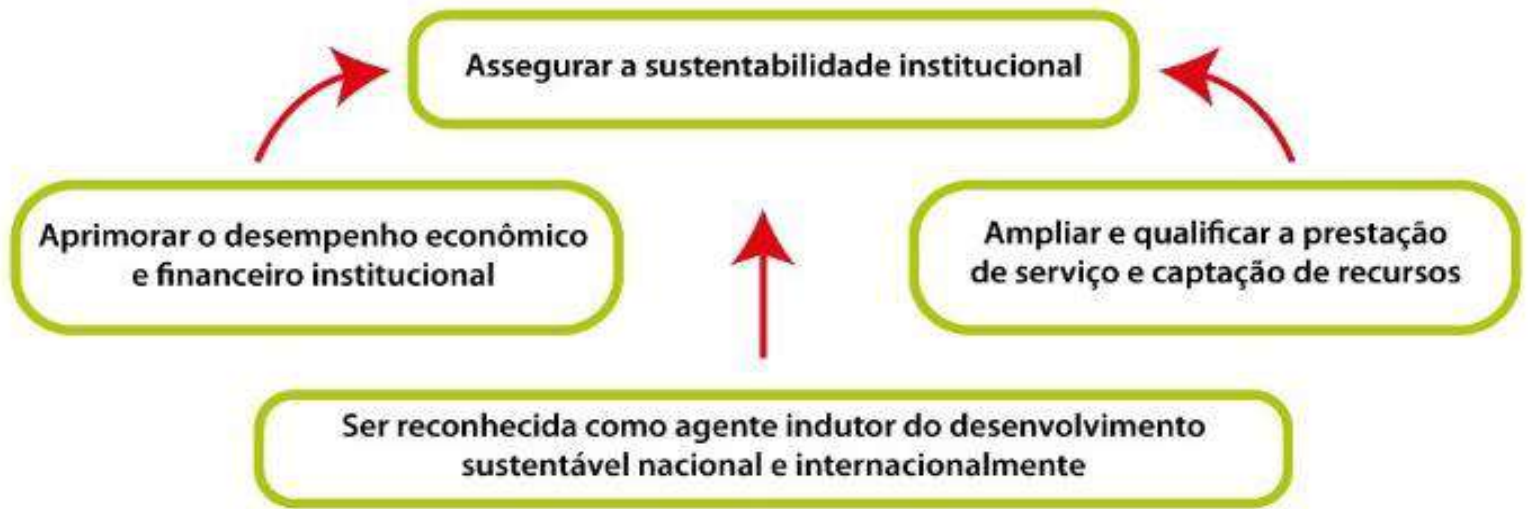 Assegurar a sustentabilidade institucional
Aprimorar o desempenho econômico
e financeiro institucional
Ampliar e qualificar a prestação
de serviço e captação de recursos
Ser reconhecida como agente indutor do desenvolvimento
sustentável nacional e internacionalmente